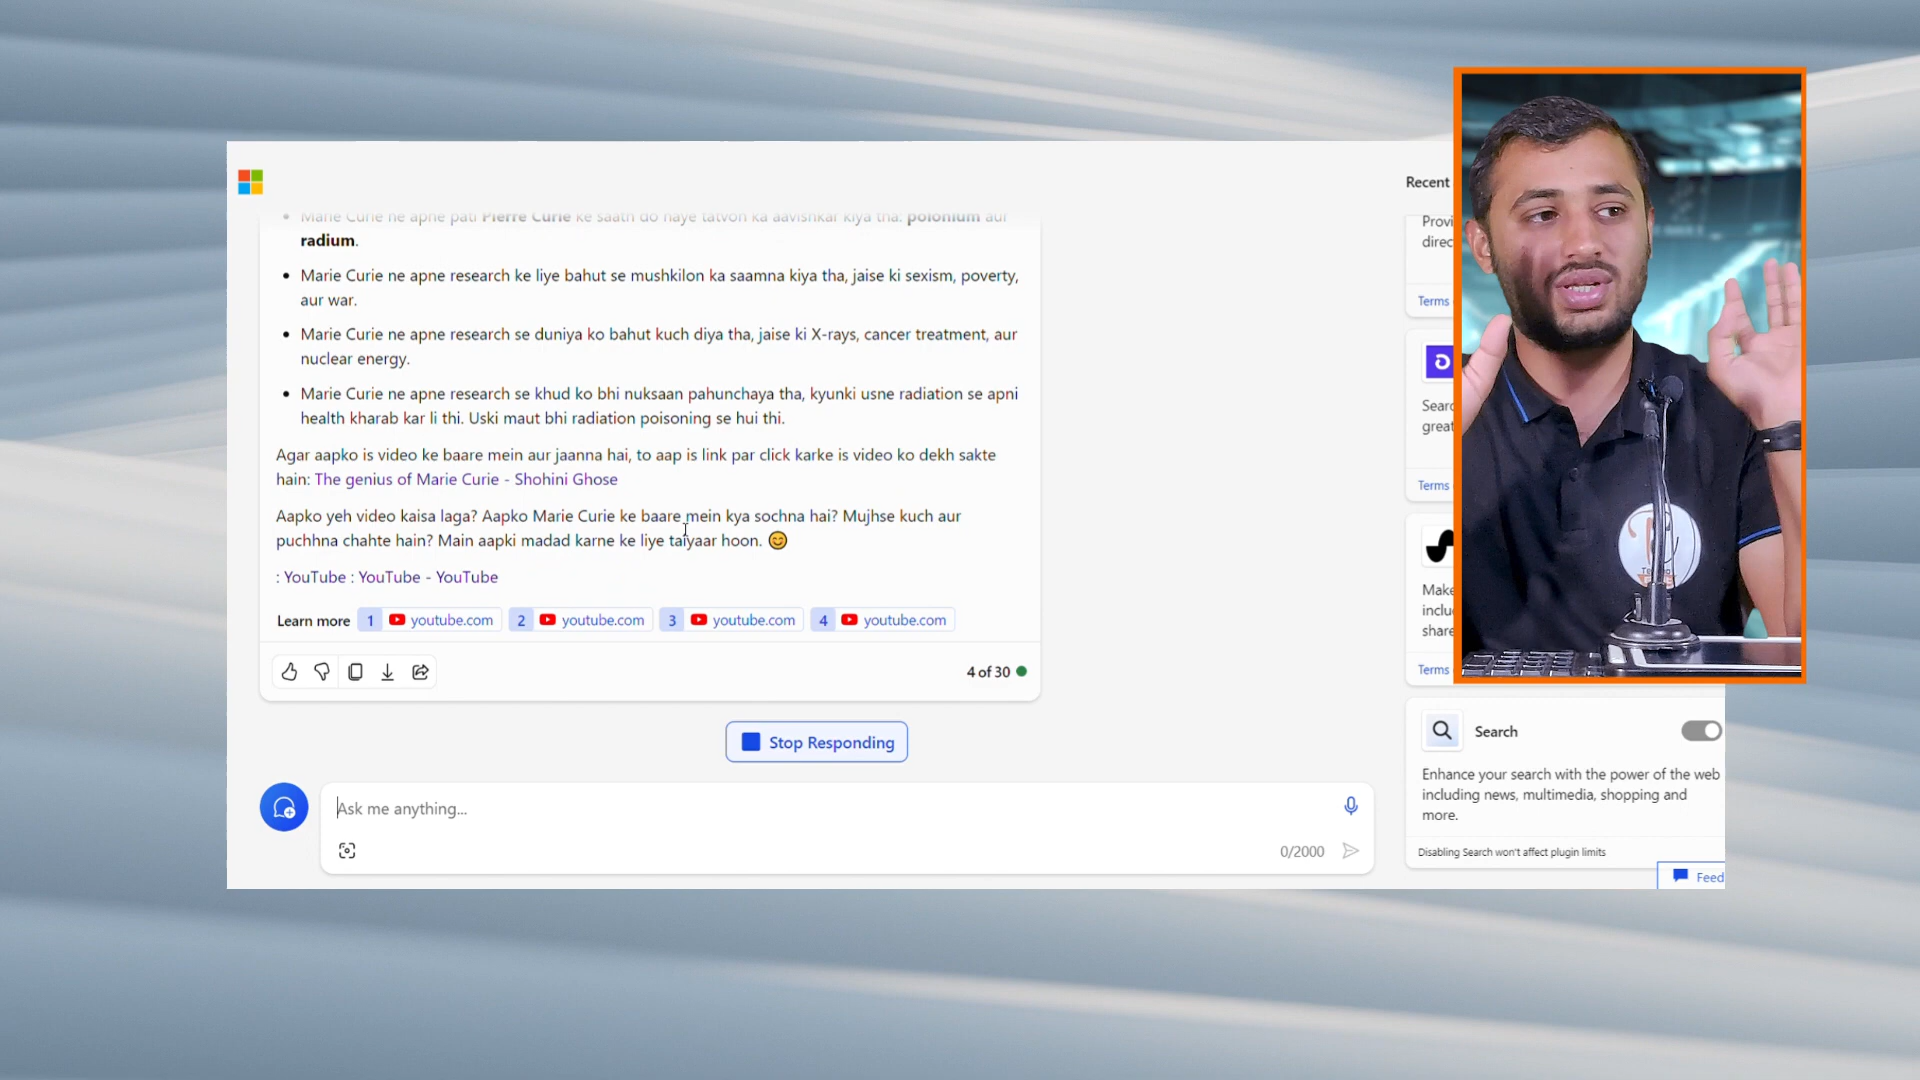 Recent
Marie Curie ne apne pati Pierre Curie ke saath do naye tatvon ka aavishkar kiya tha: polonium aur
radium.
Marie Curie ne apne research ke liye bahut se mushkilon ka saamna kiya tha, jaise ki sexism, poverty,
aur war.
Marie Curie ne apne research se duniya ko bahut kuch diya tha, jaise ki X-rays, cancer treatment, aur
nuclear energy.
Marie Curie ne apne research se khud ko bhi nuksaan pahunchaya tha, kyunki usne radiation se apni
health kharab kar li thi. Uski maut bhi radiation poisoning se hui thi.
Agar aapko is video ke baare mein aur jaanna hai, to aap is link par click karke is video ko dekh sakte
hain: The genius of Marie Curie - Shohini Ghose
Aapko yeh video kaisa laga? Aapko Marie Curie ke baare mein kya sochna hai? Mujhse kuch aur
puchhna chahte hain? Main aapki madad karne ke liye taiyaar hoon. 😊
: YouTube : YouTube - YouTube
Learn more 1 youtube.com 2 youtube.com 3 youtube.com 4 youtube.com
4 of 30
Stop Responding
Ask me anything...
0/2000
Provi
direc
Terms
Searc
great
Terms
Make
inclu
share
Terms
Search
Enhance your search with the power of the web
including news, multimedia, shopping and
more.
Disabling Search won't affect plugin limits
Feed